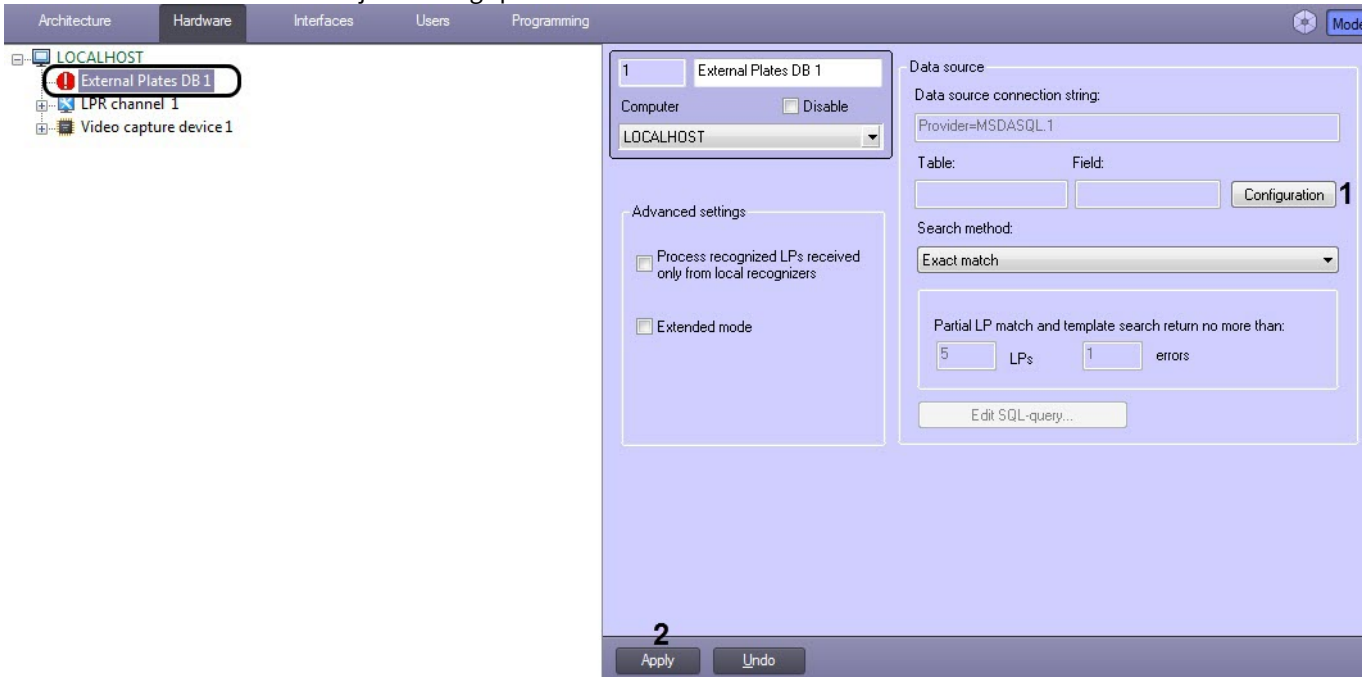 Architecture Hardware Interfaces Users Programming
LOCALHOST
External Plates DB 1
LPR channel 1
Video capture device 1
1 External Plates DB 1
Computer Disable
LOCALHOST
Advanced settings
Process recognized LPs received
only from local recognizers
Extended mode
Data source
Data source connection string:
Provider=MSDASQL.1
Table: Field:
Configuration 1
Search method:
Exact match
Partial LP match and template search return no more than:
5 LPs 1 errors
Edit SQL-query...
2
Apply Undo